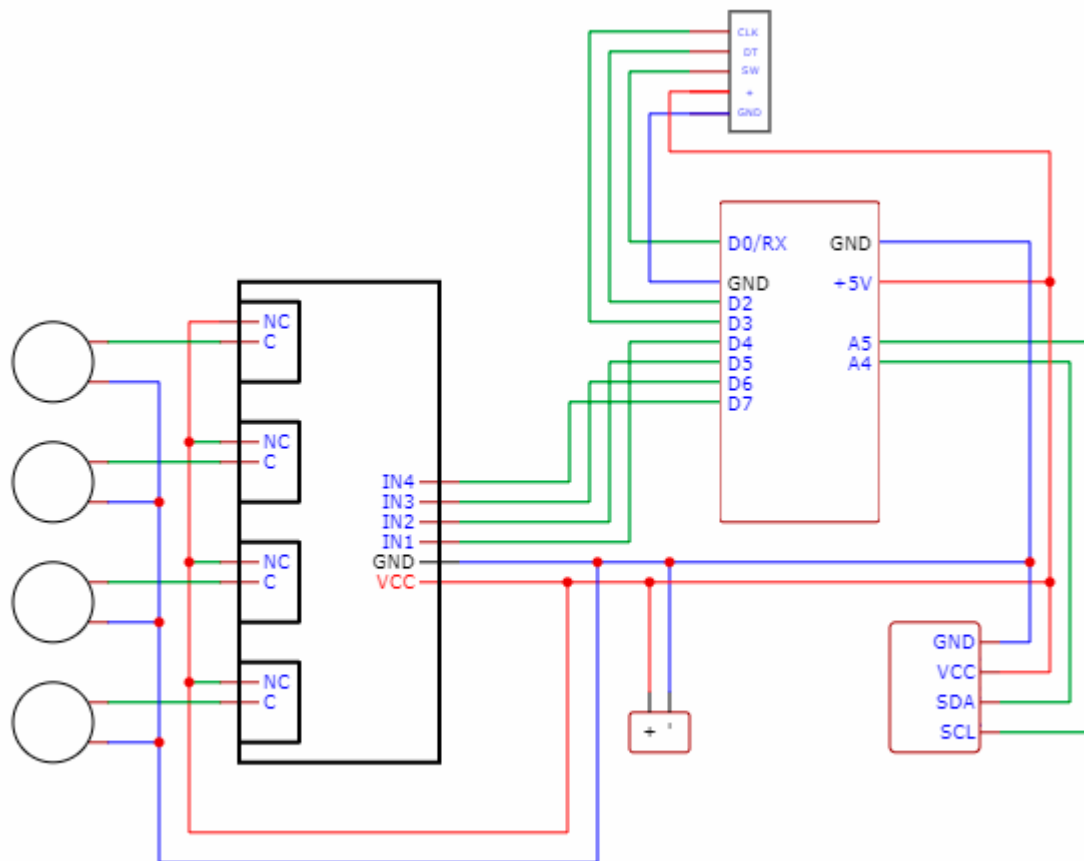 CLK
DT
SW
+
GND
D0/RX
GND
D2
D3
D4
D5
D6
D7
GND
+5V
A5
A4
NC
C
NC
C
NC
C
NC
C
IN4
IN3
IN2
IN1
GND
VCC
+ '
GND
VCC
SDA
SCL